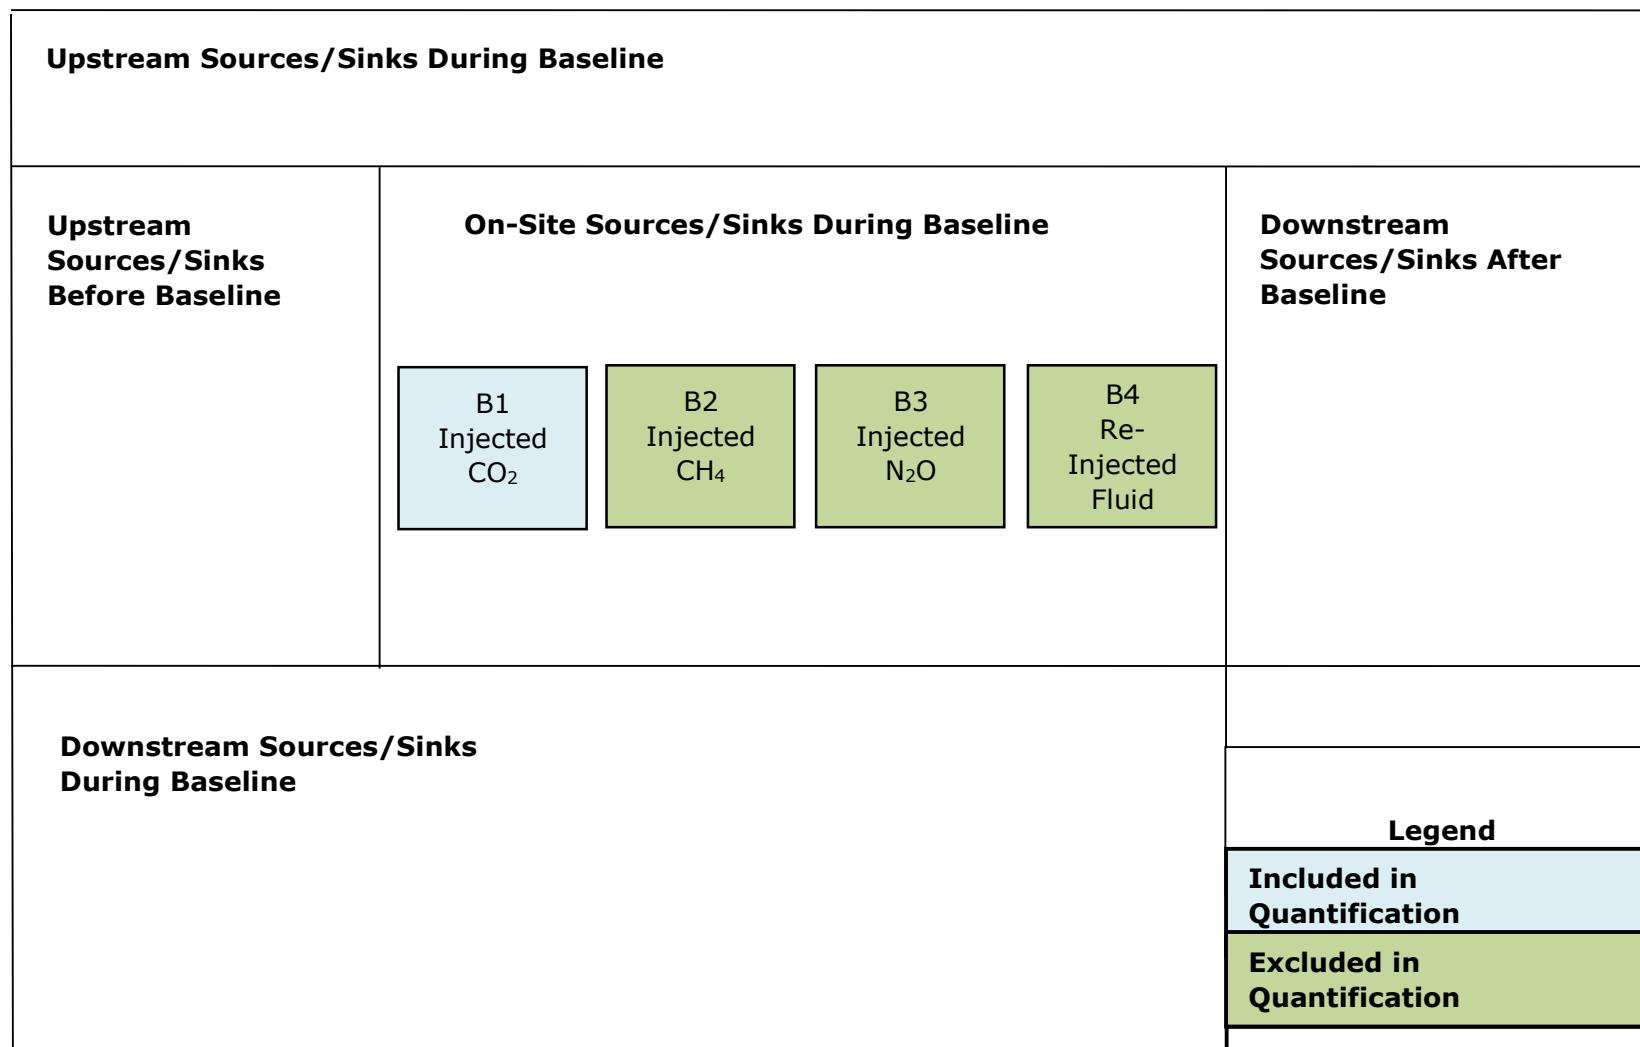 Upstream Sources/Sinks During Baseline
Upstream
Sources/Sinks
Before Baseline
On-Site Sources/Sinks During Baseline
B1
Injected
CO₂
B2
Injected
CH₄
B3
Injected
N₂O
B4
Re-
Injected
Fluid
Downstream
Sources/Sinks After
Baseline
Downstream Sources/Sinks
During Baseline
Legend
Included in
Quantification
Excluded in
Quantification